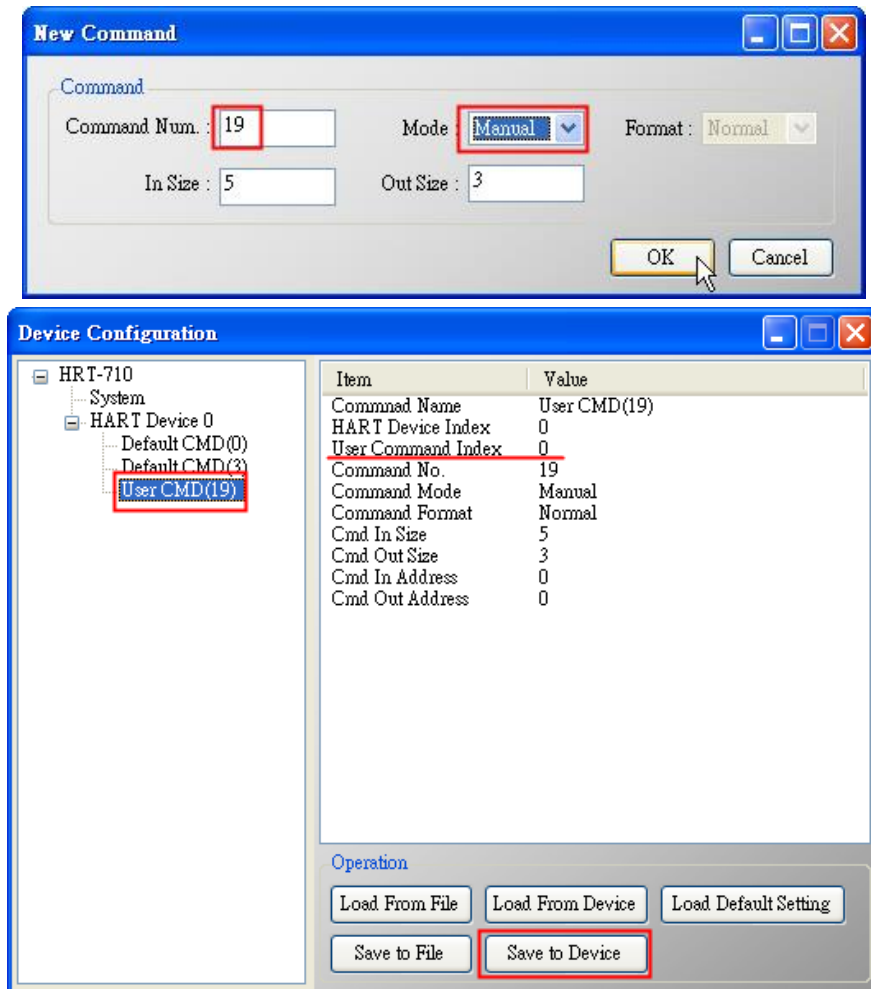 New Command
Command
Command Num. : 19 Mode : Manual Format : Normal
In Size : 5 Out Size : 3
OK Cancel
Device Configuration
HRT-710
System
HART Device 0
Default CMD(0)
Default CMD(3)
User CMD(19)
Item Value
Commnad Name User CMD(19)
HART Device Index 0
User Command Index 0
Command No. 19
Command Mode Manual
Command Format Normal
Cmd In Size 5
Cmd Out Size 3
Cmd In Address 0
Cmd Out Address 0
Operation
Load From File Load From Device Load Default Setting
Save to File Save to Device